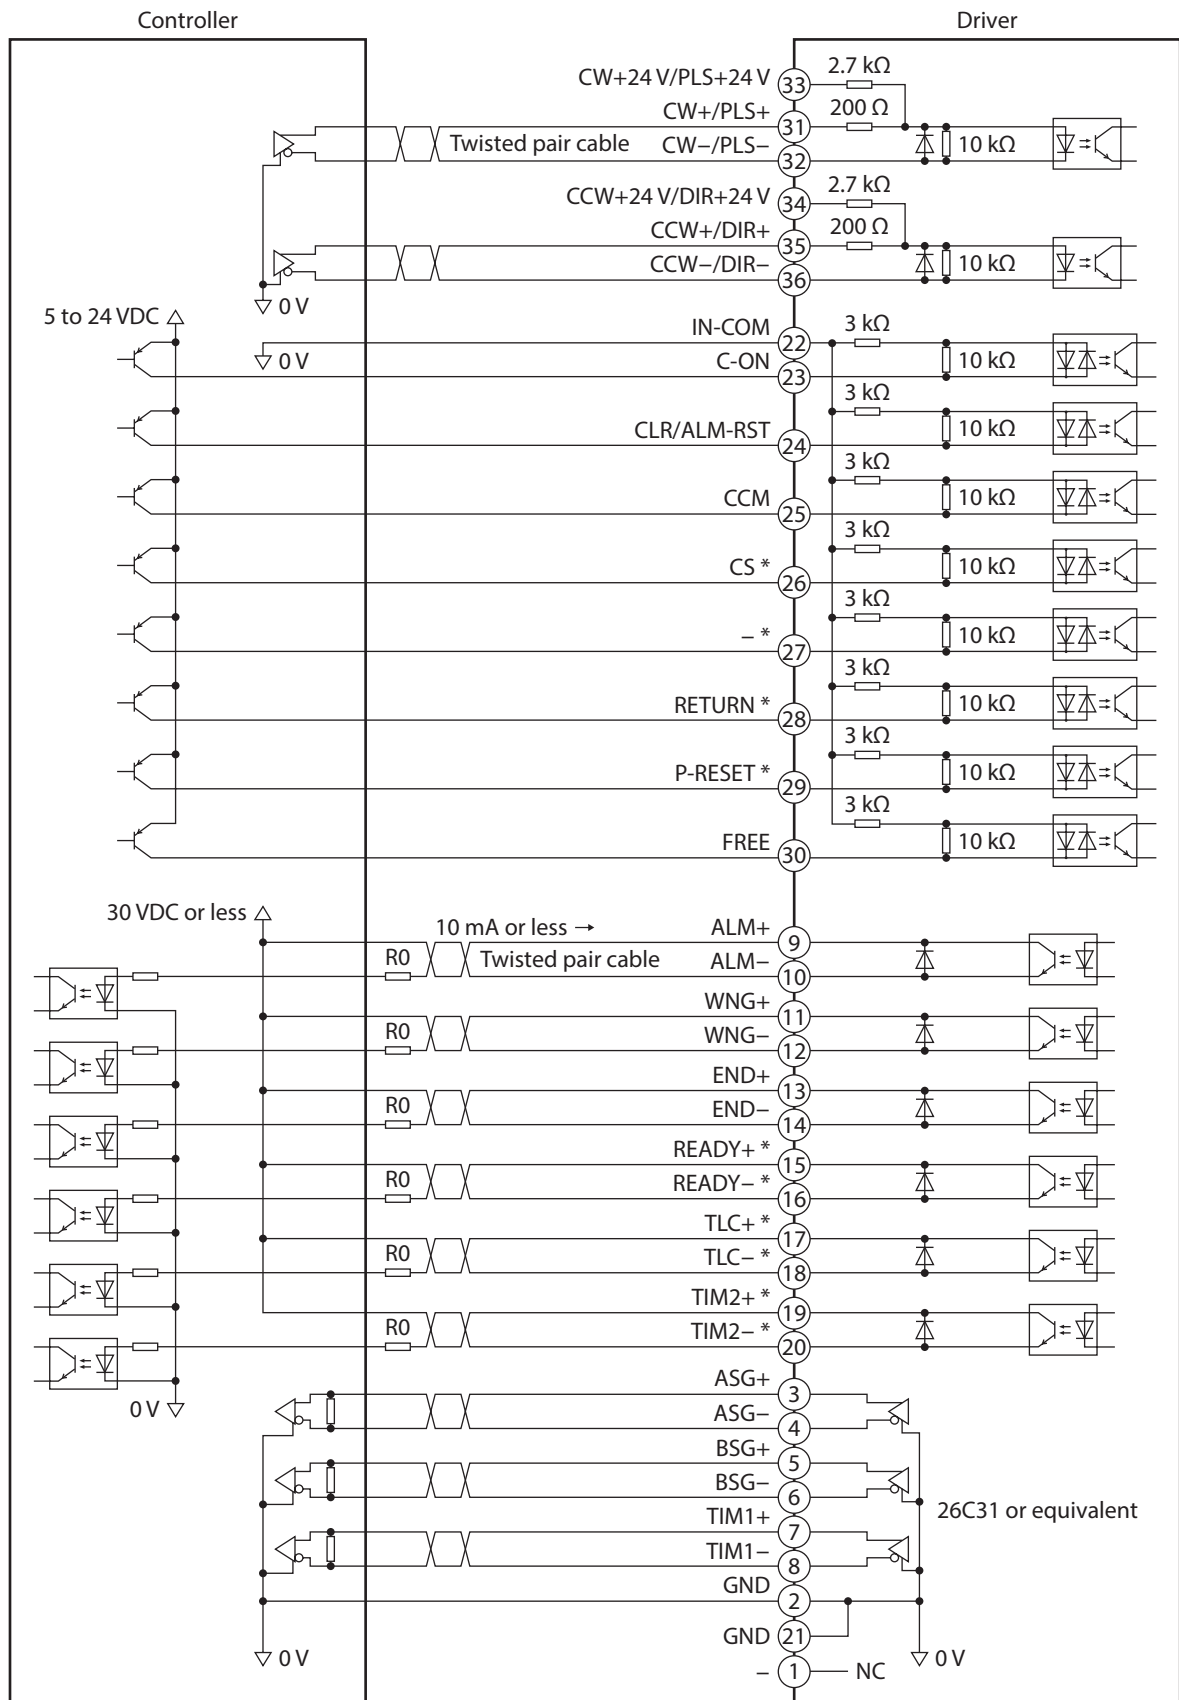 Controller
Driver
CW+24 V/PLS+24 V
33
2.7 kΩ
CW+/PLS+
31
200 Ω
Twisted pair cable
CW−/PLS−
32
10 kΩ
CCW+24 V/DIR+24 V
34
2.7 kΩ
CCW+/DIR+
35
200 Ω
CCW−/DIR−
36
10 kΩ
0 V
5 to 24 VDC
IN-COM
22
3 kΩ
0 V
C-ON
23
10 kΩ
3 kΩ
CLR/ALM-RST
24
10 kΩ
3 kΩ
CCM
25
10 kΩ
3 kΩ
CS *
26
10 kΩ
3 kΩ
− *
27
10 kΩ
3 kΩ
RETURN *
28
10 kΩ
3 kΩ
P-RESET *
29
10 kΩ
3 kΩ
FREE
30
10 kΩ
30 VDC or less
10 mA or less →
ALM+
9
R0
Twisted pair cable
ALM−
10
WNG+
11
R0
WNG−
12
END+
13
R0
END−
14
READY+ *
15
R0
READY− *
16
TLC+ *
17
R0
TLC− *
18
TIM2+ *
19
R0
TIM2− *
20
0 V
ASG+
3
ASG−
4
BSG+
5
BSG−
6
26C31 or equivalent
TIM1+
7
TIM1−
8
GND
2
GND
21
0 V
0 V
−
1
NC